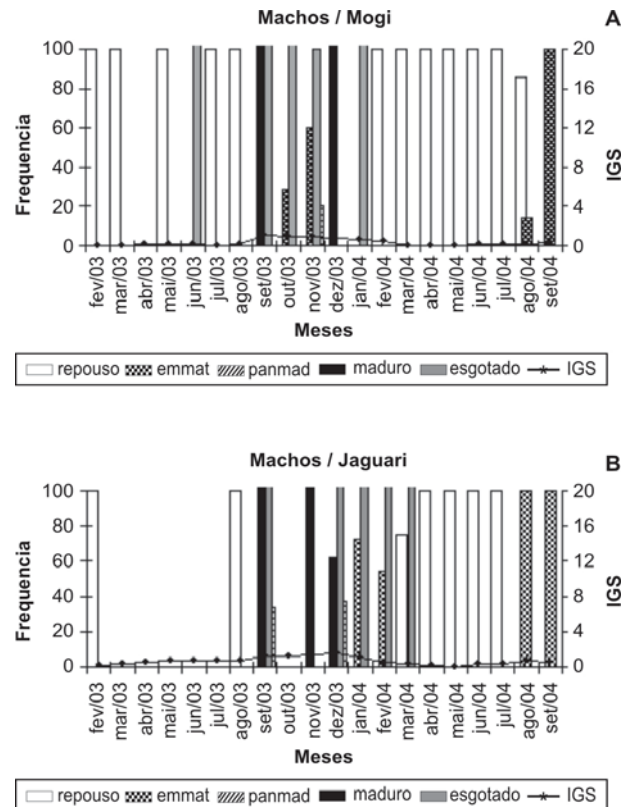 Machos / Mogi
A
Frequencia
100
80
60
40
20
0
20
16
12
8
4
0
IGS
fev/03
mar/03
abr/03
mai/03
jun/03
jul/03
ago/03
set/03
out/03
nov/03
dez/03
jan/04
fev/04
mar/04
abr/04
mai/04
jun/04
jul/04
ago/04
set/04
Meses
repouso emmat panmad maduro esgotado IGS
Machos / Jaguari
B
Frequencia
100
80
60
40
20
0
20
16
12
8
4
0
IGS
fev/03
mar/03
abr/03
mai/03
jun/03
jul/03
ago/03
set/03
out/03
nov/03
dez/03
jan/04
fev/04
mar/04
abr/04
mai/04
jun/04
jul/04
ago/04
set/04
Meses
repouso emmat panmad maduro esgotado IGS